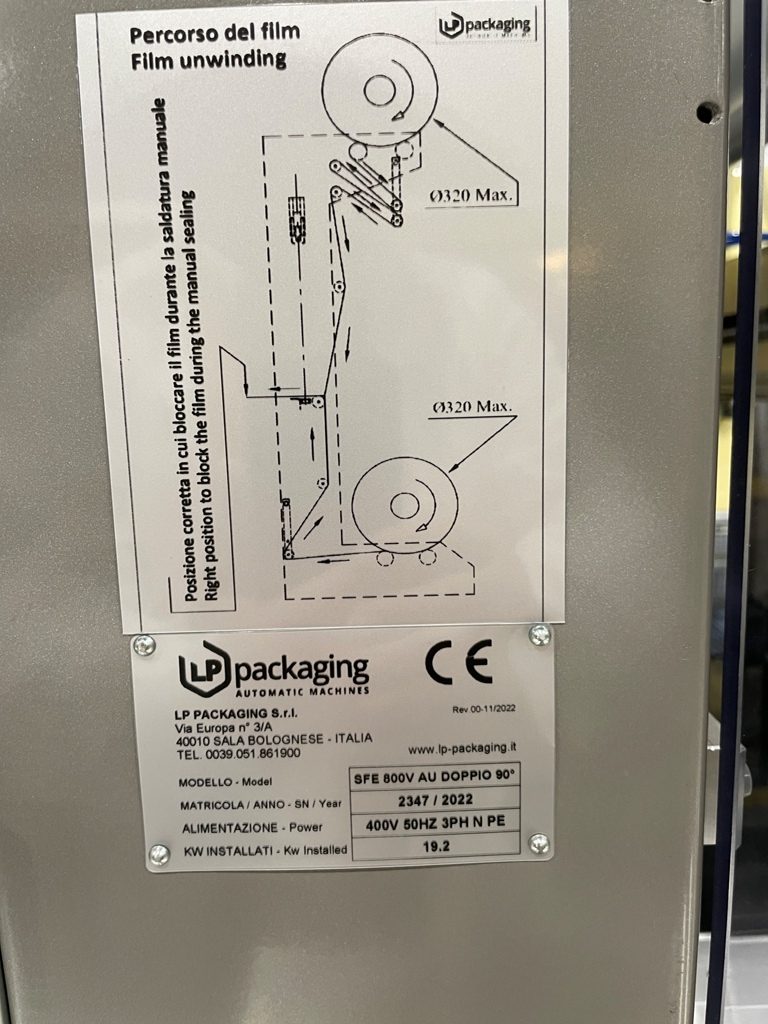 Percorso del film
Film unwinding
LP packaging
Posizione corretta in cui bloccare il film durante la saldatura manuale
Right position to block the film during the manual sealing
Ø320 Max.
Ø320 Max.
LP packaging
AUTOMATIC MACHINES
CE
LP PACKAGING S.r.l.
Via Europa n° 3/A
40010 SALA BOLOGNESE - ITALIA
TEL. 0039.051.861900
Rev.00-11/2022
www.lp-packaging.it
MODELLO - Model SFE 800V AU DOPPIO 90°
MATRICOLA / ANNO - SN / Year 2347 / 2022
ALIMENTAZIONE - Power 400V 50HZ 3PH N PE
KW INSTALLATI - Kw Installed 19.2